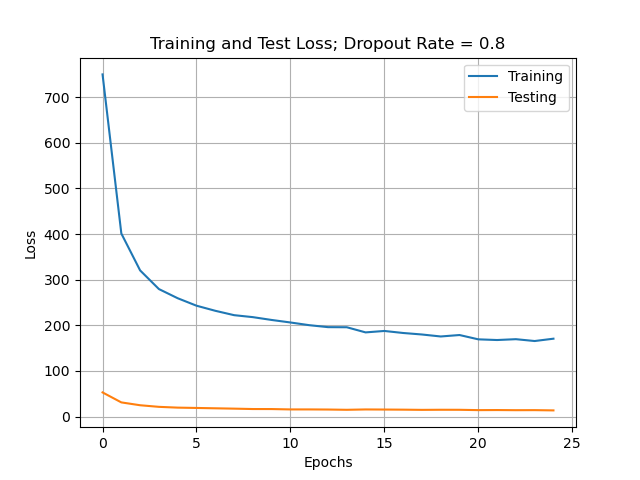 Training and Test Loss; Dropout Rate = 0.8
Training
Testing
700
600
500
400
300
200
100
0
Loss
0 5 10 15 20 25
Epochs